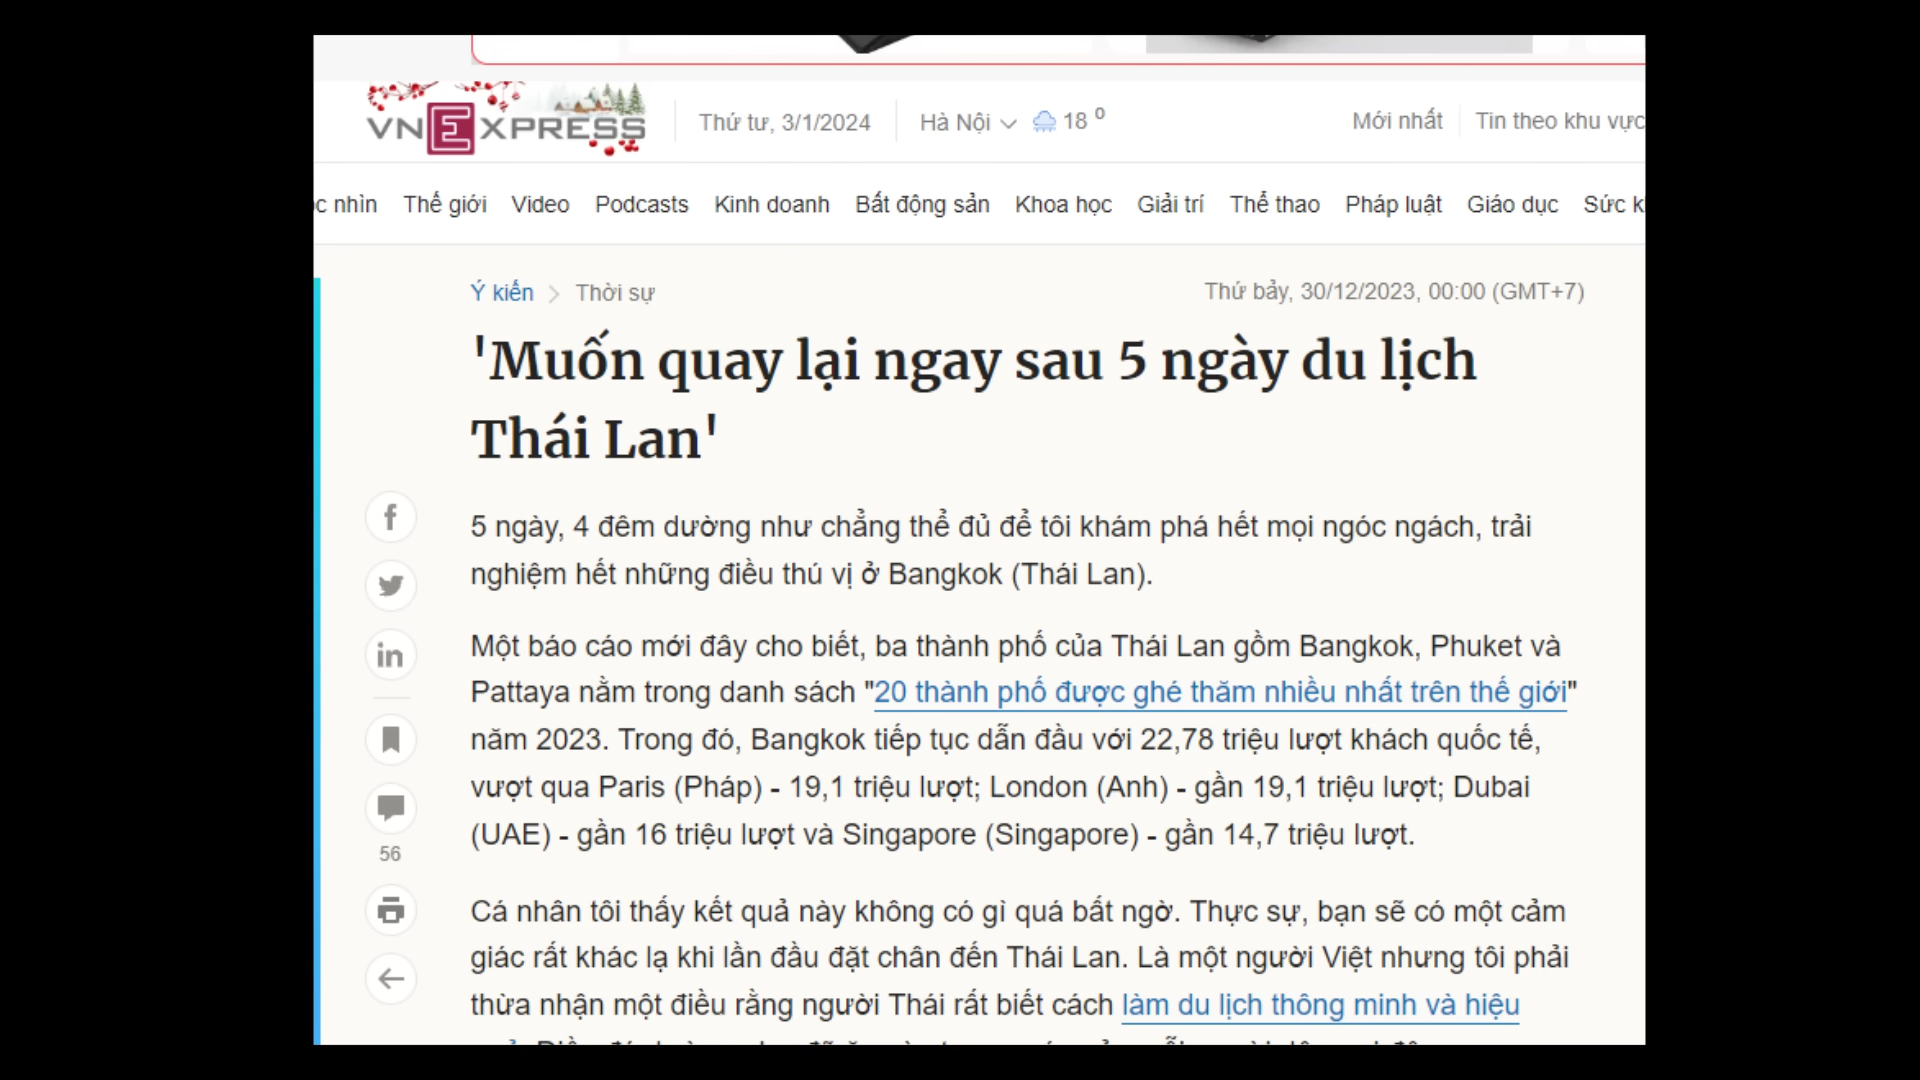 VNEXPRESS
Thứ tư, 3/1/2024
Hà Nội
18 ⁰
Mới nhất
Tin theo khu vực
c nhìn Thế giới Video Podcasts Kinh doanh Bất động sản Khoa học Giải trí Thể thao Pháp luật Giáo dục Sức k
Ý kiến > Thời sự
Thứ bảy, 30/12/2023, 00:00 (GMT+7)
'Muốn quay lại ngay sau 5 ngày du lịch
Thái Lan'
5 ngày, 4 đêm dường như chẳng thể đủ để tôi khám phá hết mọi ngóc ngách, trải
nghiệm hết những điều thú vị ở Bangkok (Thái Lan).
Một báo cáo mới đây cho biết, ba thành phố của Thái Lan gồm Bangkok, Phuket và
Pattaya nằm trong danh sách "20 thành phố được ghé thăm nhiều nhất trên thế giới"
năm 2023. Trong đó, Bangkok tiếp tục dẫn đầu với 22,78 triệu lượt khách quốc tế,
vượt qua Paris (Pháp) - 19,1 triệu lượt; London (Anh) - gần 19,1 triệu lượt; Dubai
(UAE) - gần 16 triệu lượt và Singapore (Singapore) - gần 14,7 triệu lượt.
56
Cá nhân tôi thấy kết quả này không có gì quá bất ngờ. Thực sự, bạn sẽ có một cảm
giác rất khác lạ khi lần đầu đặt chân đến Thái Lan. Là một người Việt nhưng tôi phải
thừa nhận một điều rằng người Thái rất biết cách làm du lịch thông minh và hiệu